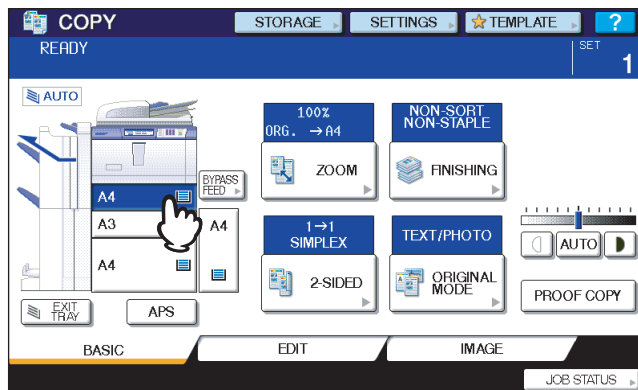 COPY
STORAGE
SETTINGS
TEMPLATE
?
READY
SET
1
AUTO
100%
ORG. → A4
ZOOM
NON-SORT
NON-STAPLE
FINISHING
BYPASS
FEED
A4
A3
A4
A4
1→1
SIMPLEX
2-SIDED
TEXT/PHOTO
ORIGINAL
MODE
AUTO
PROOF COPY
EXIT
TRAY
APS
BASIC
EDIT
IMAGE
JOB STATUS